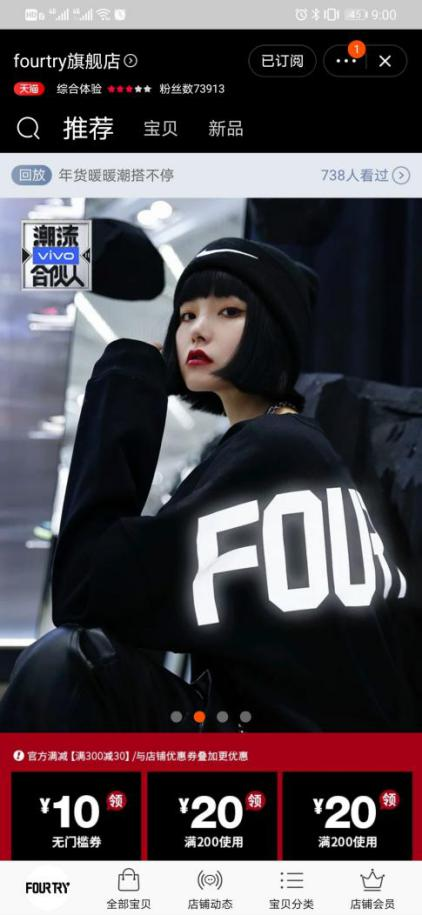 HD 4G 4G 45 9:00
fourtry旗舰店 已订阅 1
天猫 综合体验 粉丝数73913
推荐 宝贝 新品
回放 年货暖暖潮搭不停 738人看过
潮流
vivo
合伙人
FOUR
官方满减【满300减30】/与店铺优惠券叠加更优惠
¥10 领 ¥20 领 ¥20 领
无门槛券 满200使用 满200使用
FOURTRY 全部宝贝 店铺动态 宝贝分类 店铺会员